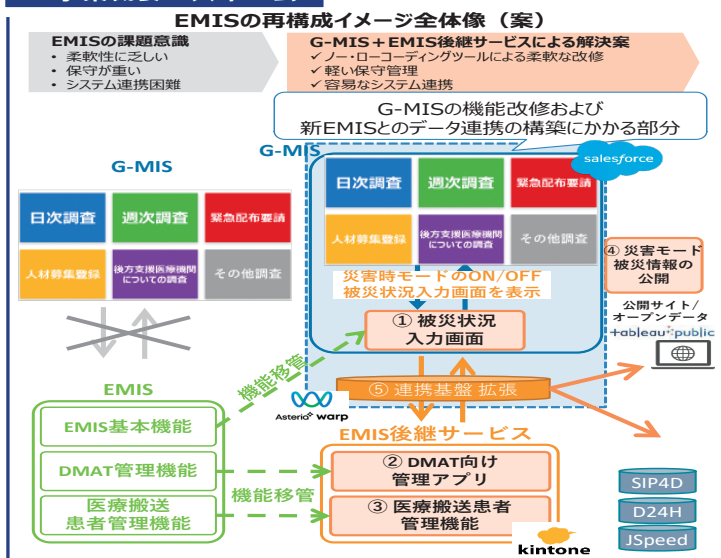 EMISの再構成イメージ全体像（案）
EMISの課題意識
• 柔軟性に乏しい
• 保守が重い
• システム連携困難
G-MIS＋EMIS後継サービスによる解決案
✓ノー・ローコーディングツールによる柔軟な改修
✓軽い保守管理
✓容易なシステム連携
G-MISの機能改修および
新EMISとのデータ連携の構築にかかる部分
G-MIS
G-MIS
salesforce
日次調査
週次調査
緊急配布要請
人材募集登録
後方支援医療機関
についての調査
その他調査
日次調査
週次調査
緊急配布要請
人材募集登録
後方支援医療機関
についての調査
その他調査
災害時モードのON/OFF
被災状況入力画面を表示
① 被災状況
入力画面
④ 災害モード
被災情報の
公開
公開サイト/
オープンデータ
+ableau public
機能移管
⑤ 連携基盤 拡張
Asteria warp
EMIS
EMIS基本機能
DMAT管理機能
医療搬送
患者管理機能
機能移管
EMIS後継サービス
② DMAT向け
管理アプリ
③ 医療搬送患者
管理機能
kintone
SIP4D
D24H
JSpeed